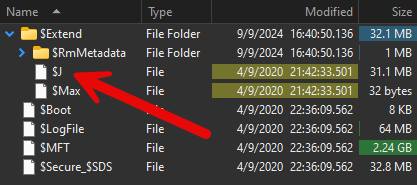 Name Type Modified Size
$Extend File Folder 9/9/2024 16:40:50.136 32.1 MB
$RmMetadata File Folder 9/9/2024 16:40:50.136 1 MB
$J File 4/9/2020 21:42:33.501 31.1 MB
$Max File 4/9/2020 21:42:33.501 32 bytes
$Boot File 4/9/2020 22:36:09.562 8 KB
$LogFile File 4/9/2020 22:36:09.562 64 MB
$MFT File 4/9/2020 22:36:09.562 2.24 GB
$Secure_$SDS File 4/9/2020 22:36:09.562 32.8 MB